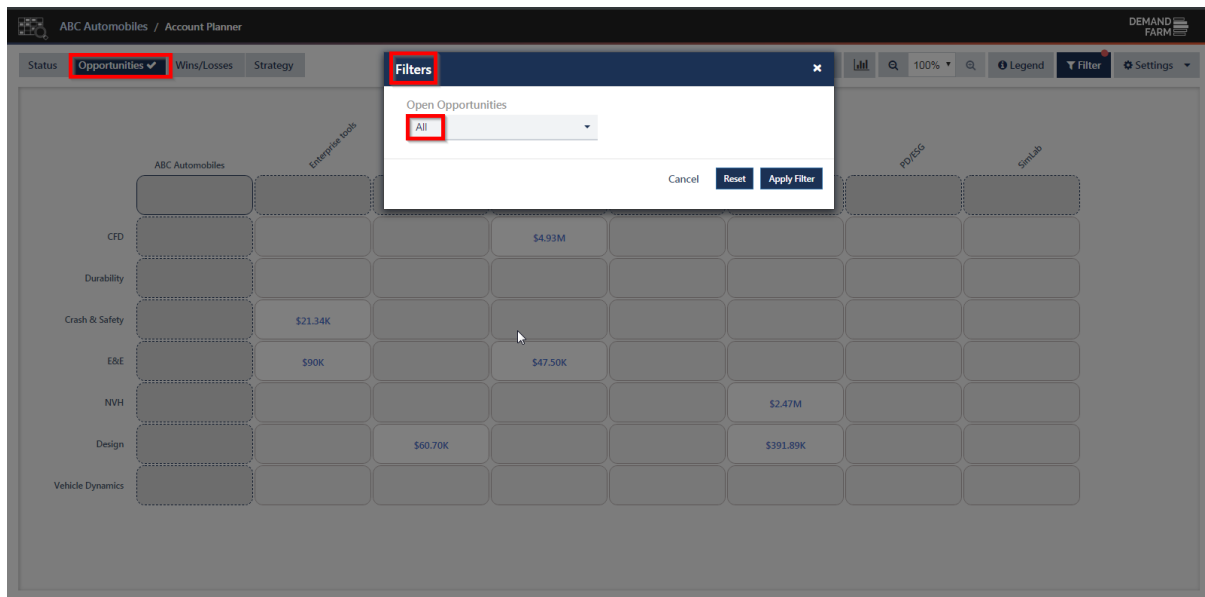 ABC Automobiles / Account Planner
DEMAND
FARM
Status Opportunities ✔ Wins/Losses Strategy
100%
Legend
Filter
Settings
Filters
×
Open Opportunities
All
Cancel Reset Apply Filter
ABC Automobiles
Enterprise tools
PD/ESG
SimLab
CFD $4.93M
Durability
Crash & Safety $21.34K
E&E $90K $47.50K
NVH $2.47M
Design $60.70K $391.89K
Vehicle Dynamics